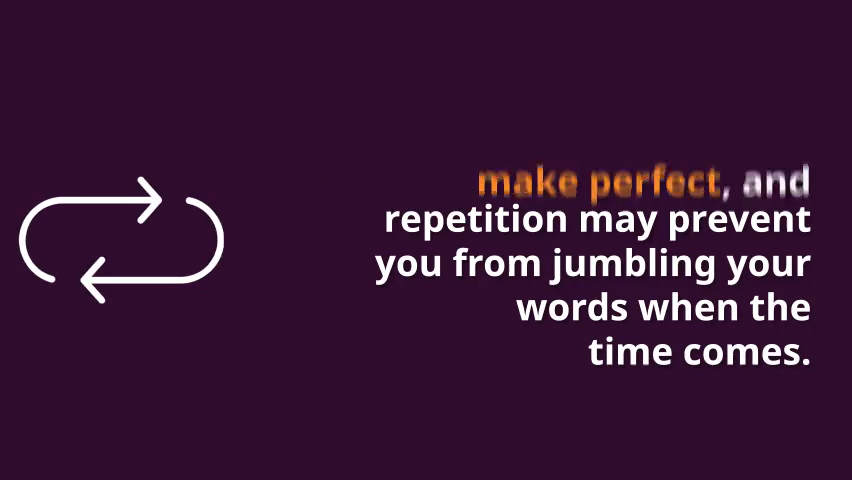 make perfect, and
repetition may prevent
you from jumbling your
words when the
time comes.